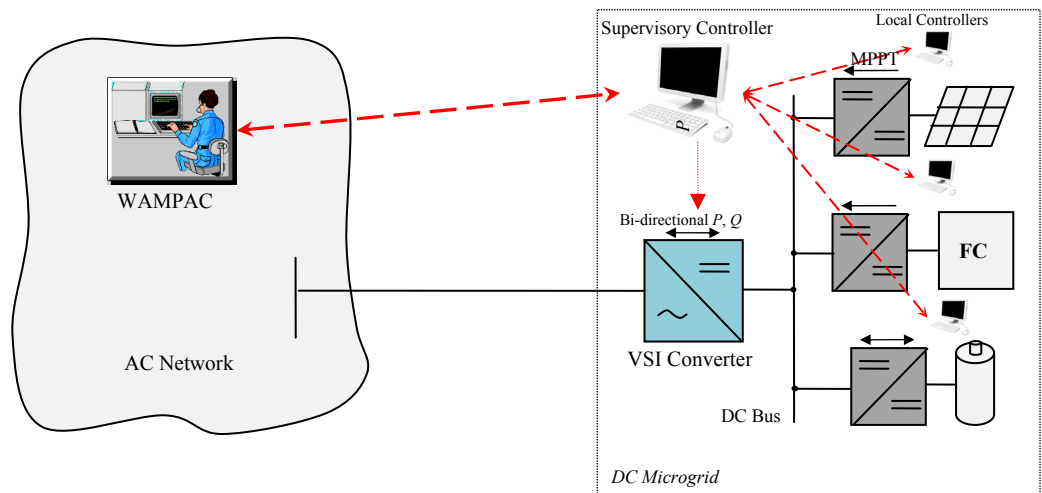 Supervisory Controller
Local Controllers
MPPT
P
WAMPAC
Bi-directional P, Q
FC
VSI Converter
AC Network
DC Bus
DC Microgrid